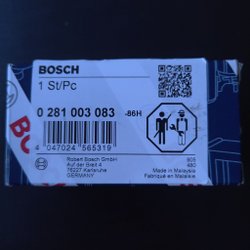 BOSCH
1 St/Pc
0 281 003 083
-86H
4 047024 565319
Robert Bosch GmbH
Auf der Breit 4
76227 Karlsruhe
GERMANY
Made in Malaysia
Fabriqué en Malaisie